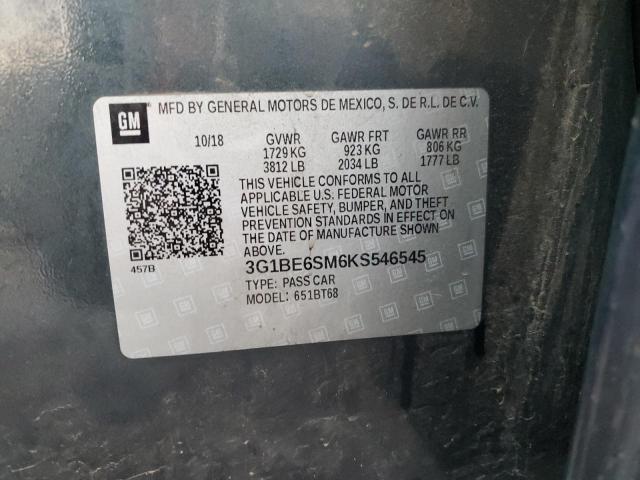 GM
MFD BY GENERAL MOTORS DE MEXICO, S. DE R.L. DE C.V.
10/18 GVWR GAWR FRT GAWR RR
1729 KG 923 KG 806 KG
3812 LB 2034 LB 1777 LB
THIS VEHICLE CONFORMS TO ALL
APPLICABLE U.S. FEDERAL MOTOR
VEHICLE SAFETY, BUMPER, AND THEFT
PREVENTION STANDARDS IN EFFECT ON
THE DATE OF MANUFACTURE SHOWN
ABOVE.
457B
3G1BE6SM6KS546545
TYPE: PASS CAR
MODEL: 651BT68